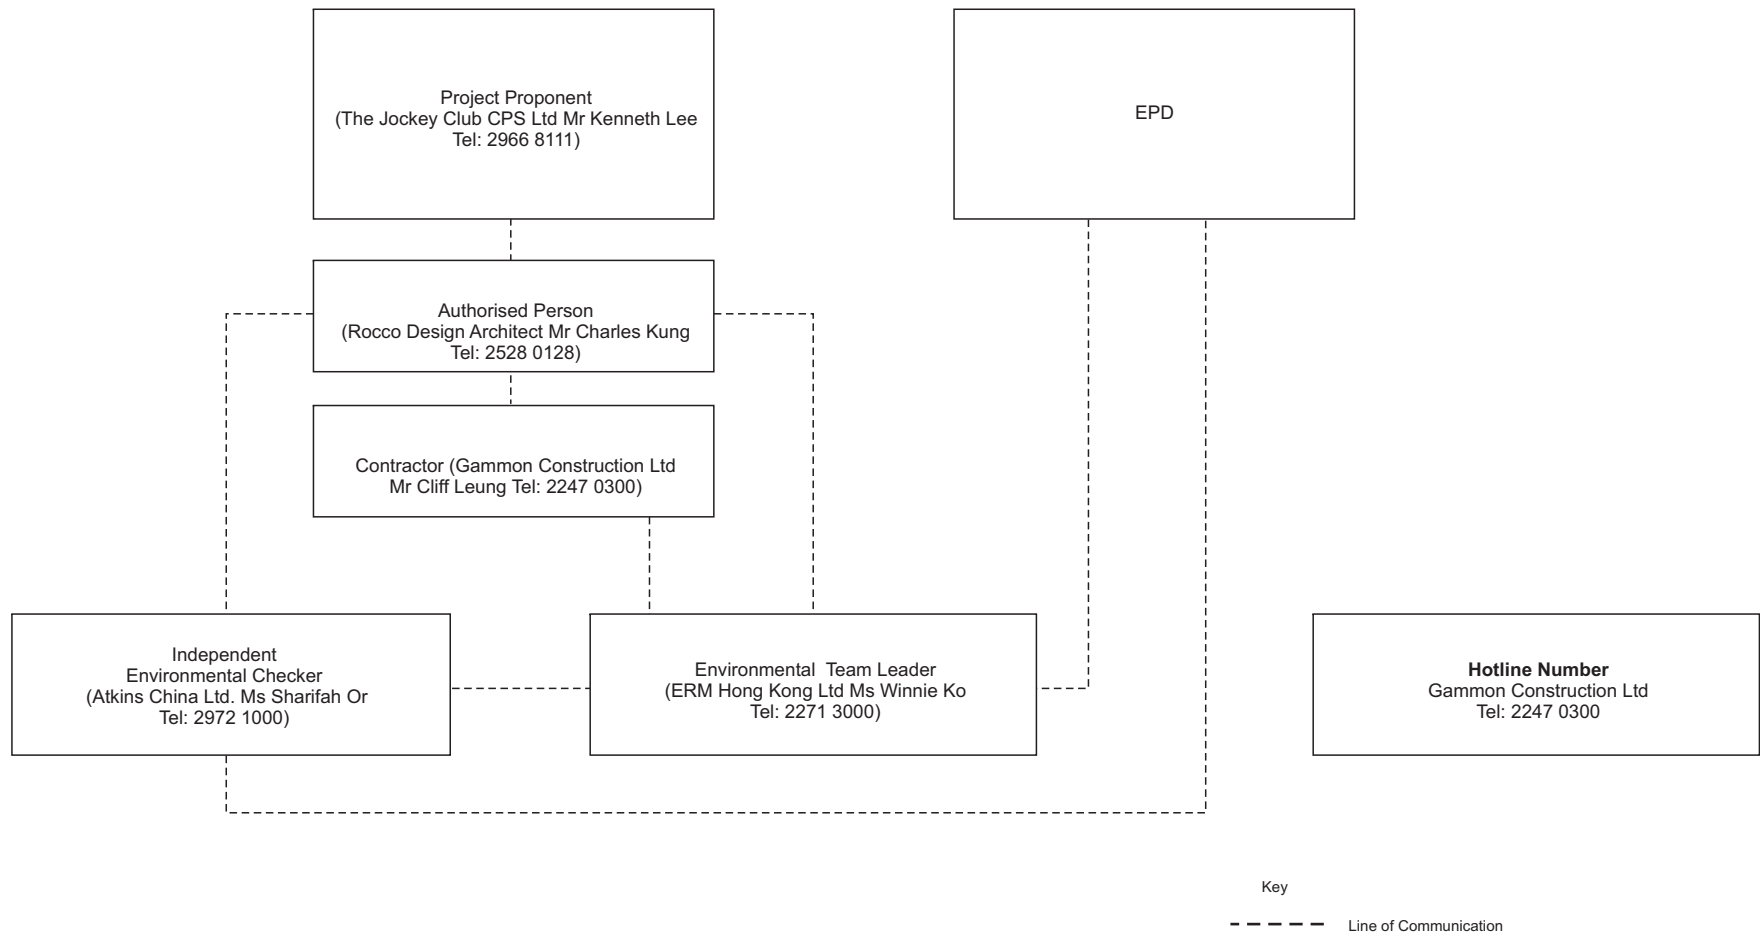 Project Proponent
(The Jockey Club CPS Ltd Mr Kenneth Lee
Tel: 2966 8111)
EPD
Authorised Person
(Rocco Design Architect Mr Charles Kung
Tel: 2528 0128)
Contractor (Gammon Construction Ltd
Mr Cliff Leung Tel: 2247 0300)
Independent
Environmental Checker
(Atkins China Ltd. Ms Sharifah Or
Tel: 2972 1000)
Environmental Team Leader
(ERM Hong Kong Ltd Ms Winnie Ko
Tel: 2271 3000)
Hotline Number
Gammon Construction Ltd
Tel: 2247 0300
Key
Line of Communication